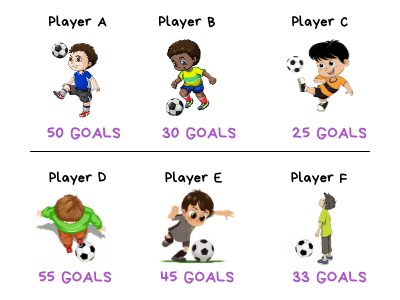 Player A
Player B
Player C
50 GOALS
30 GOALS
25 GOALS
Player D
Player E
Player F
55 GOALS
45 GOALS
33 GOALS